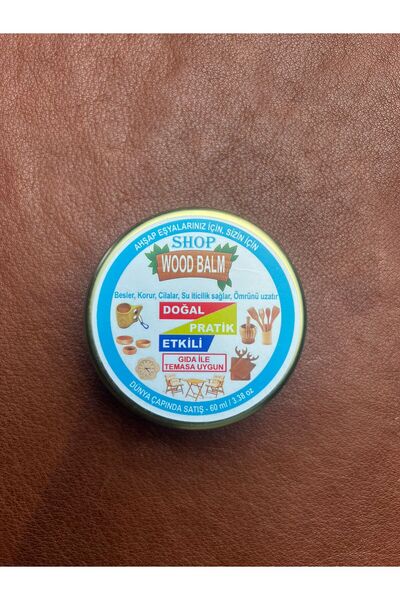 AHŞAP EŞYALARINIZ İÇİN, SİZİN İÇİN
SHOP
WOOD BALM
Besler, Korur, Cilalar, Su iticilik sağlar, Ömrünü uzatır
DOĞAL
PRATİK
ETKİLİ
GIDA İLE
TEMASA UYGUN
DÜNYA ÇAPINDA SATIŞ - 60 ml / 3.38 oz